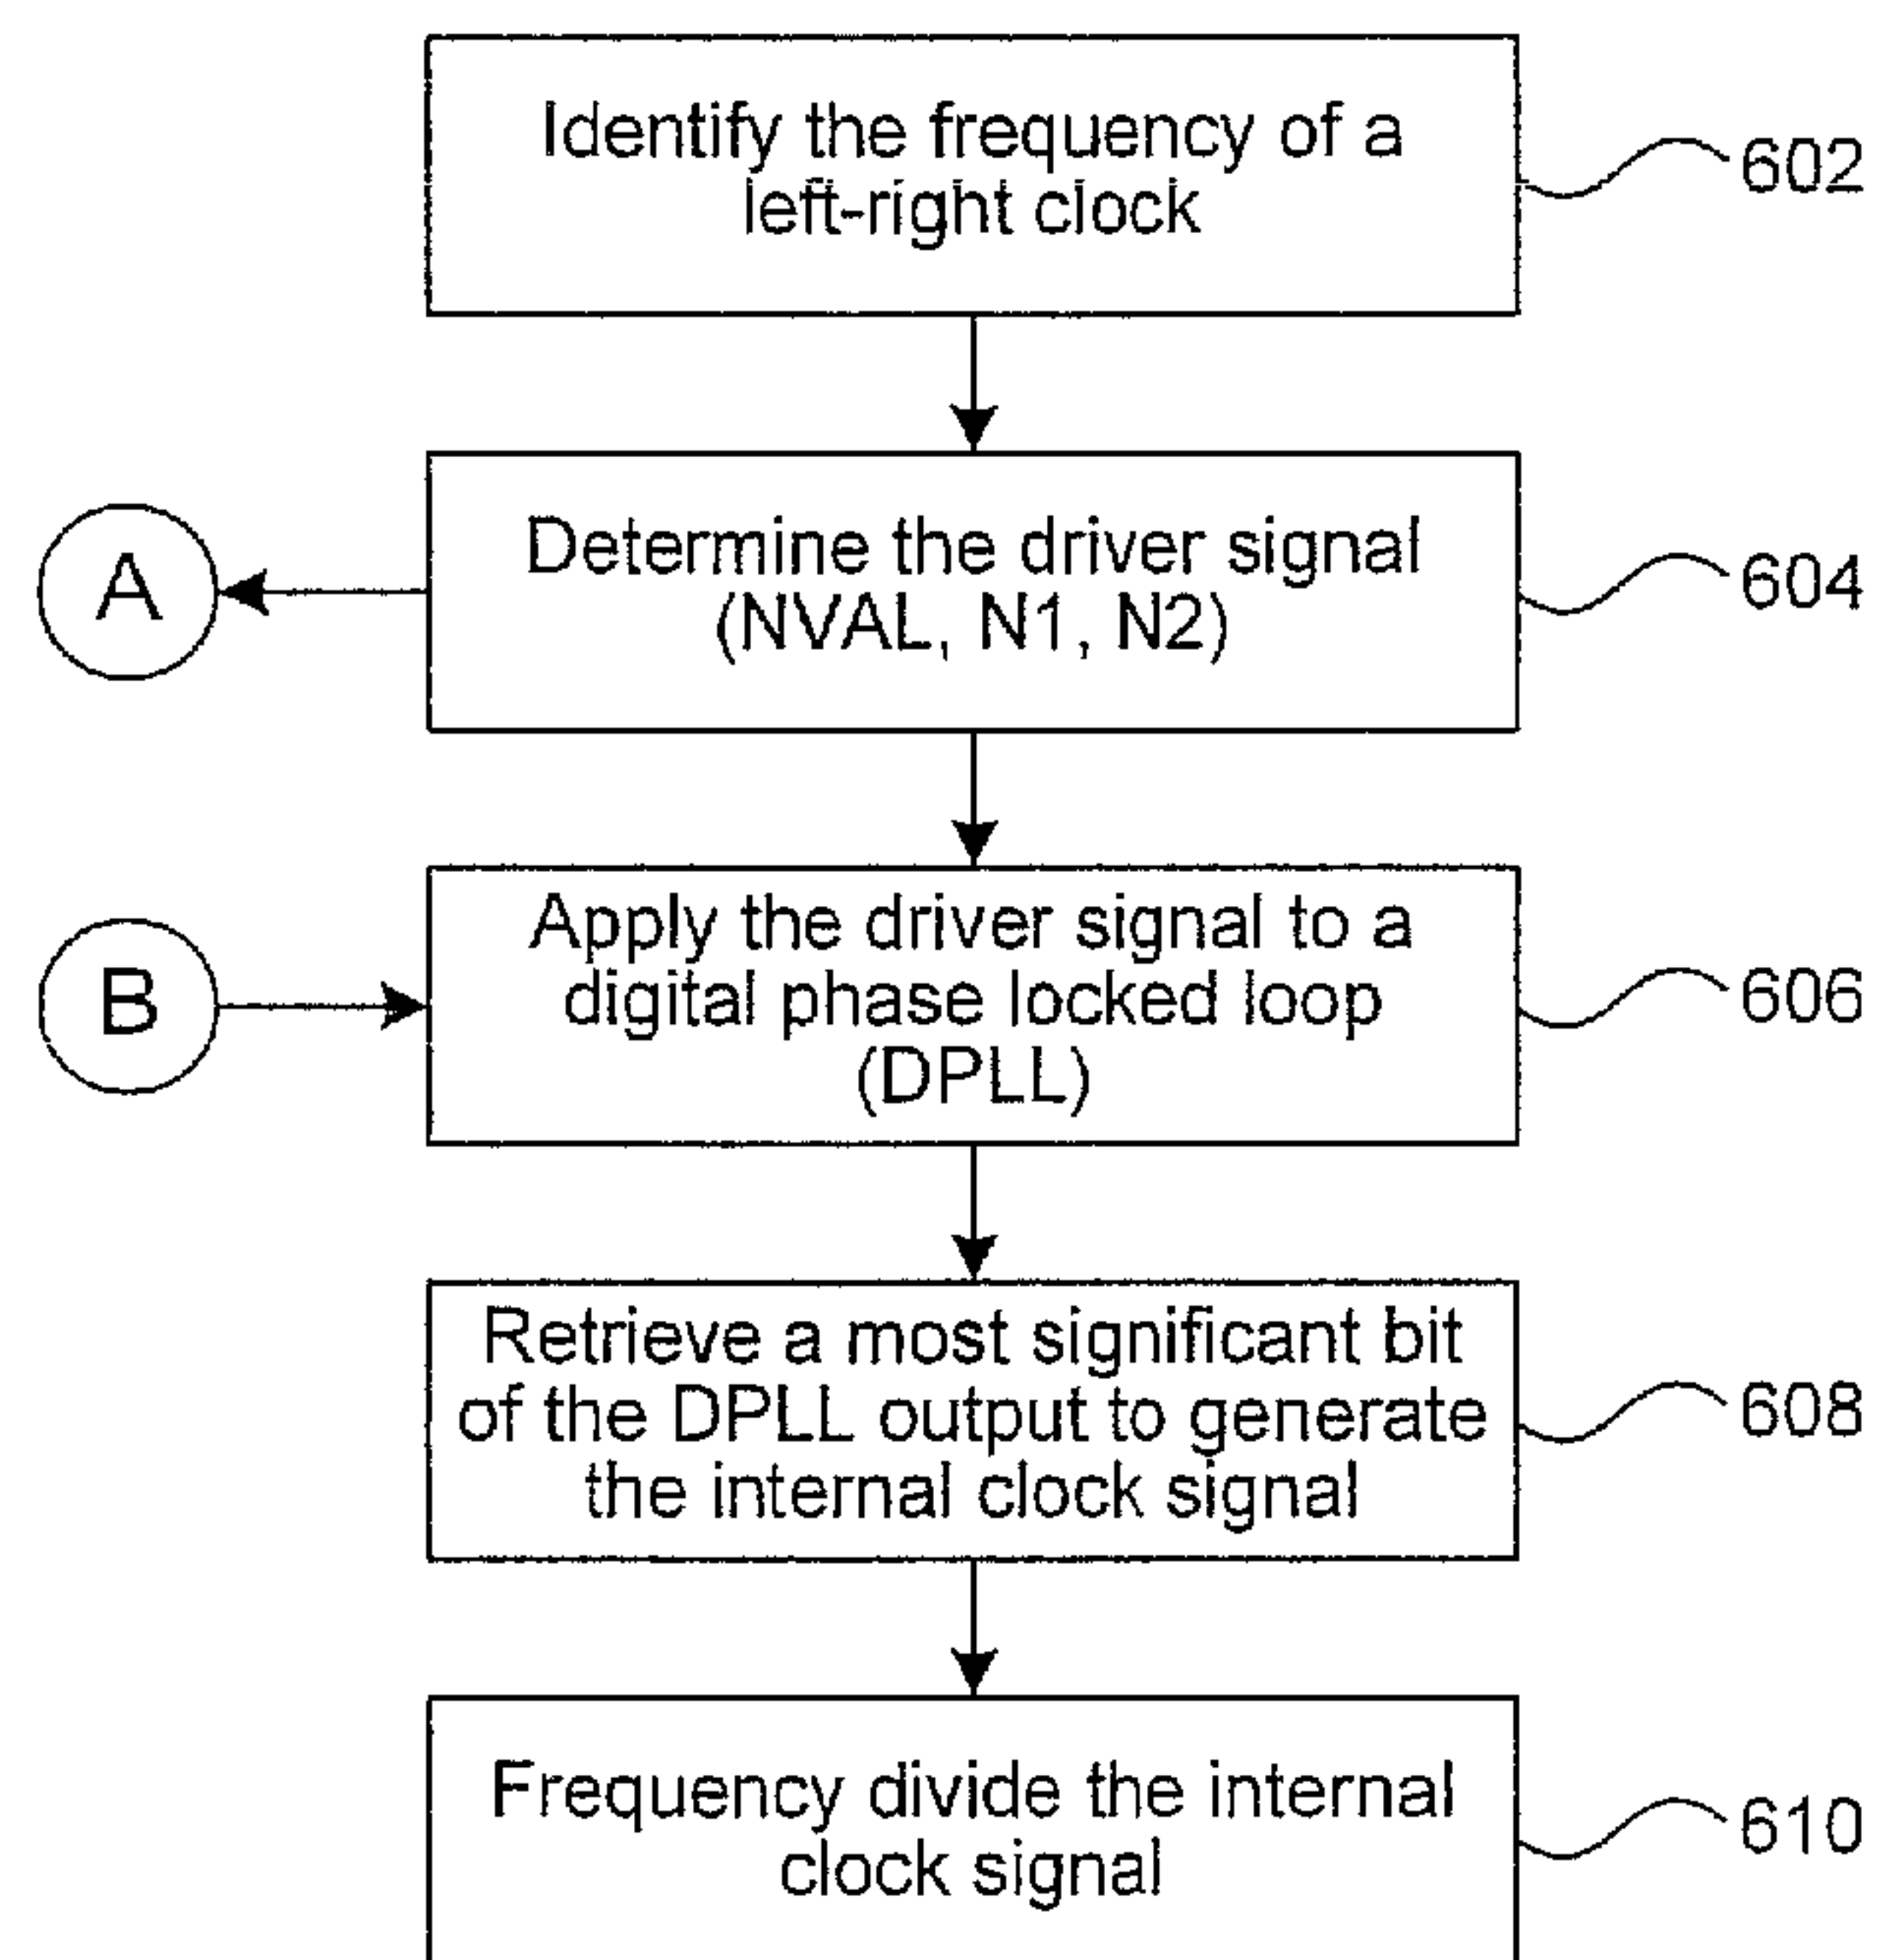 Identify the frequency of a
left-right clock
602
Determine the driver signal
(NVAL, N1, N2)
604
A
Apply the driver signal to a
digital phase locked loop
(DPLL)
606
B
Retrieve a most significant bit
of the DPLL output to generate
the internal clock signal
608
Frequency divide the internal
clock signal
610